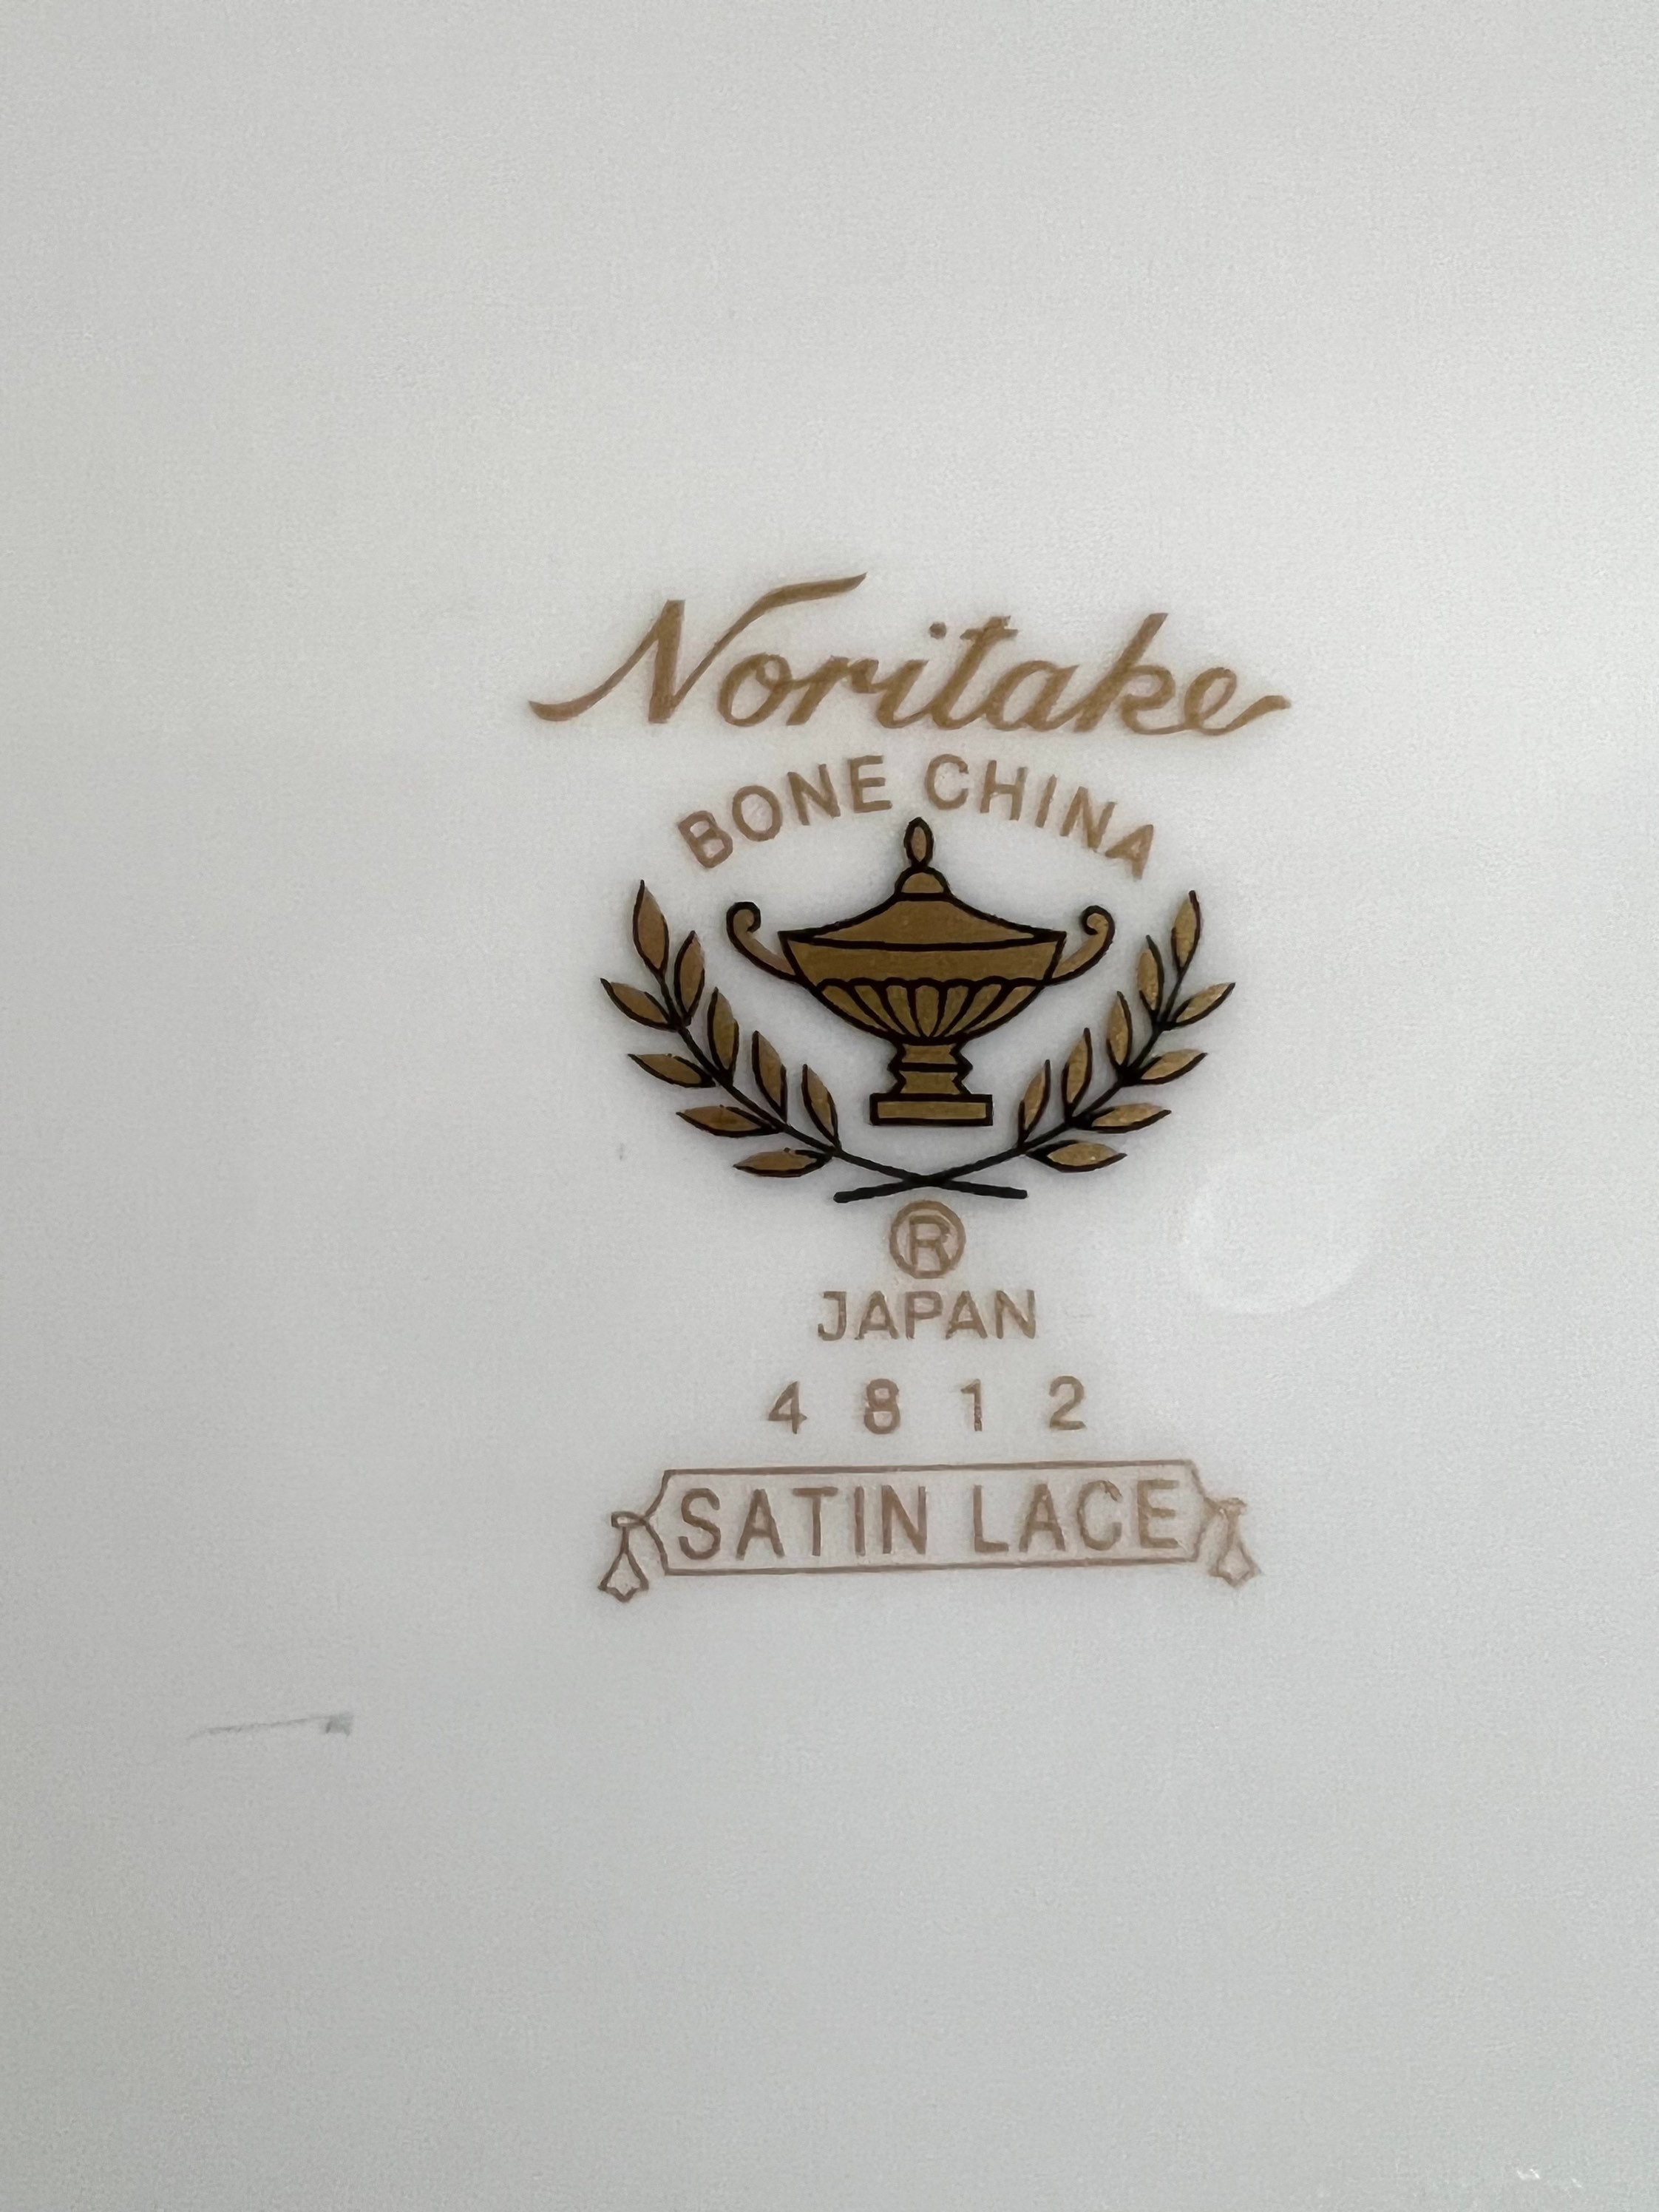 Noritake
BONE CHINA
®
JAPAN
4812
SATIN LACE